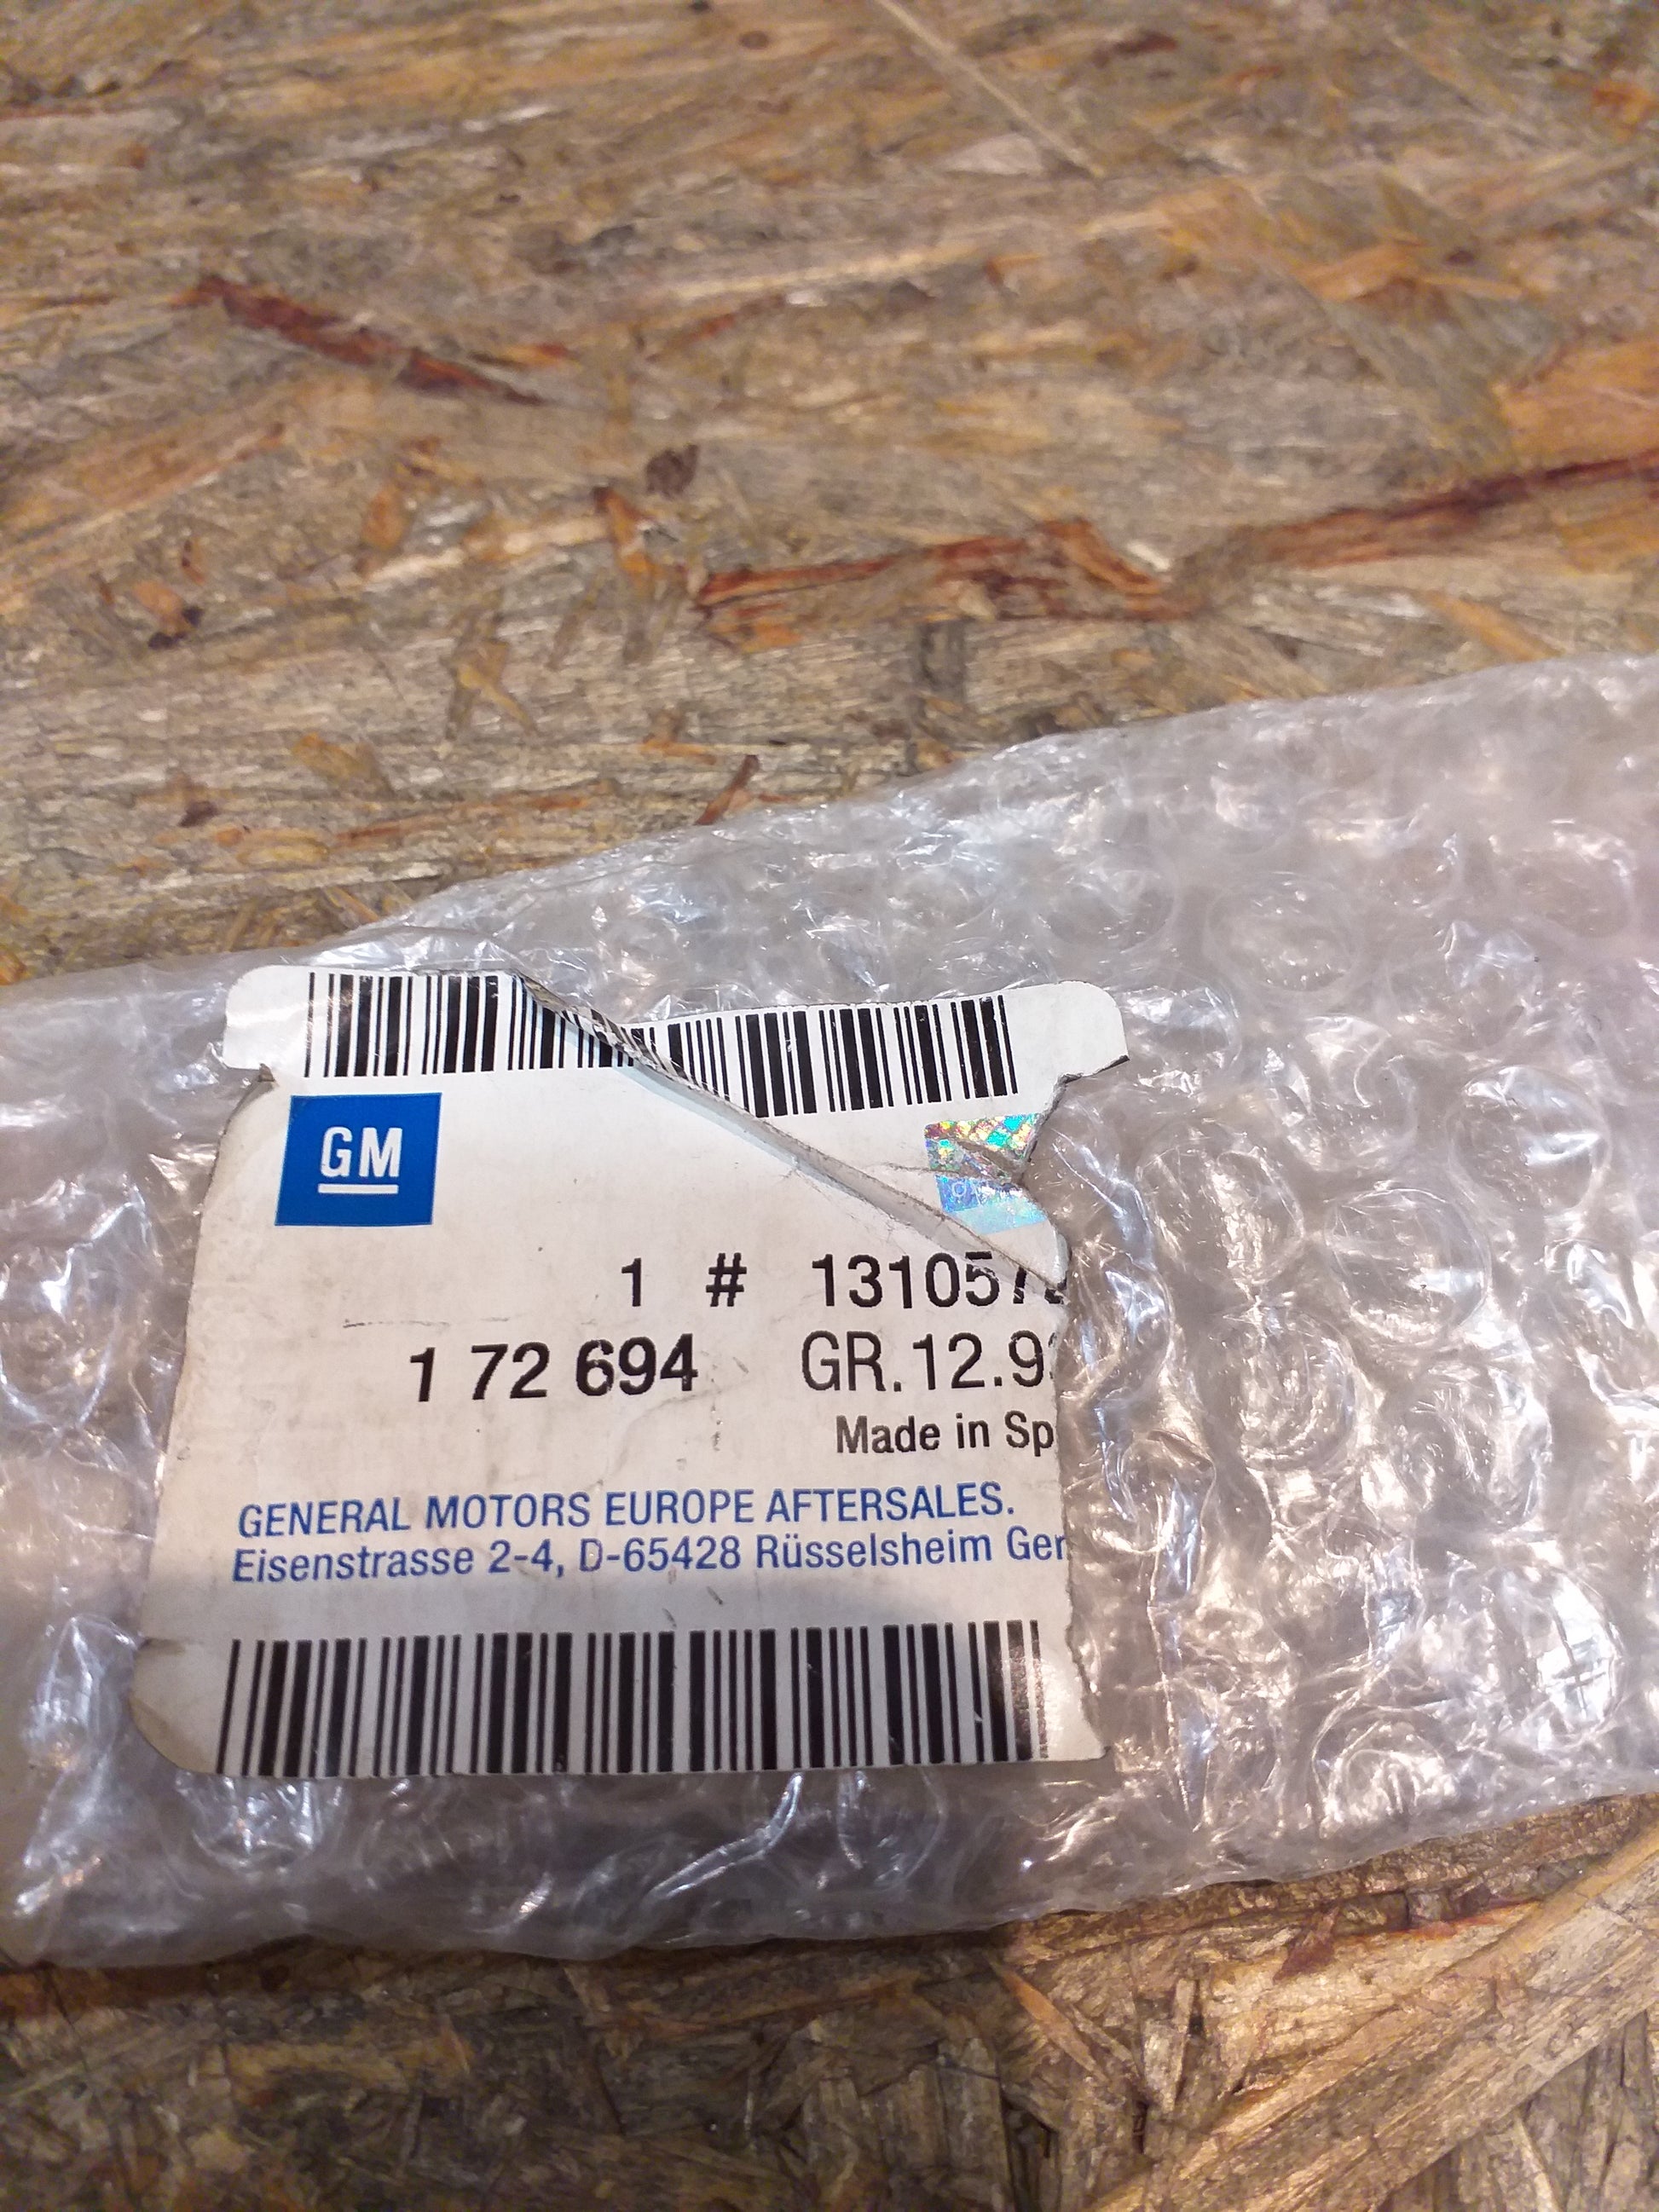 GM
1 # 131057
1 72 694 GR.12.9
Made in Sp
GENERAL MOTORS EUROPE AFTERSALES.
Eisenstrasse 2-4, D-65428 Rüsselsheim Ger